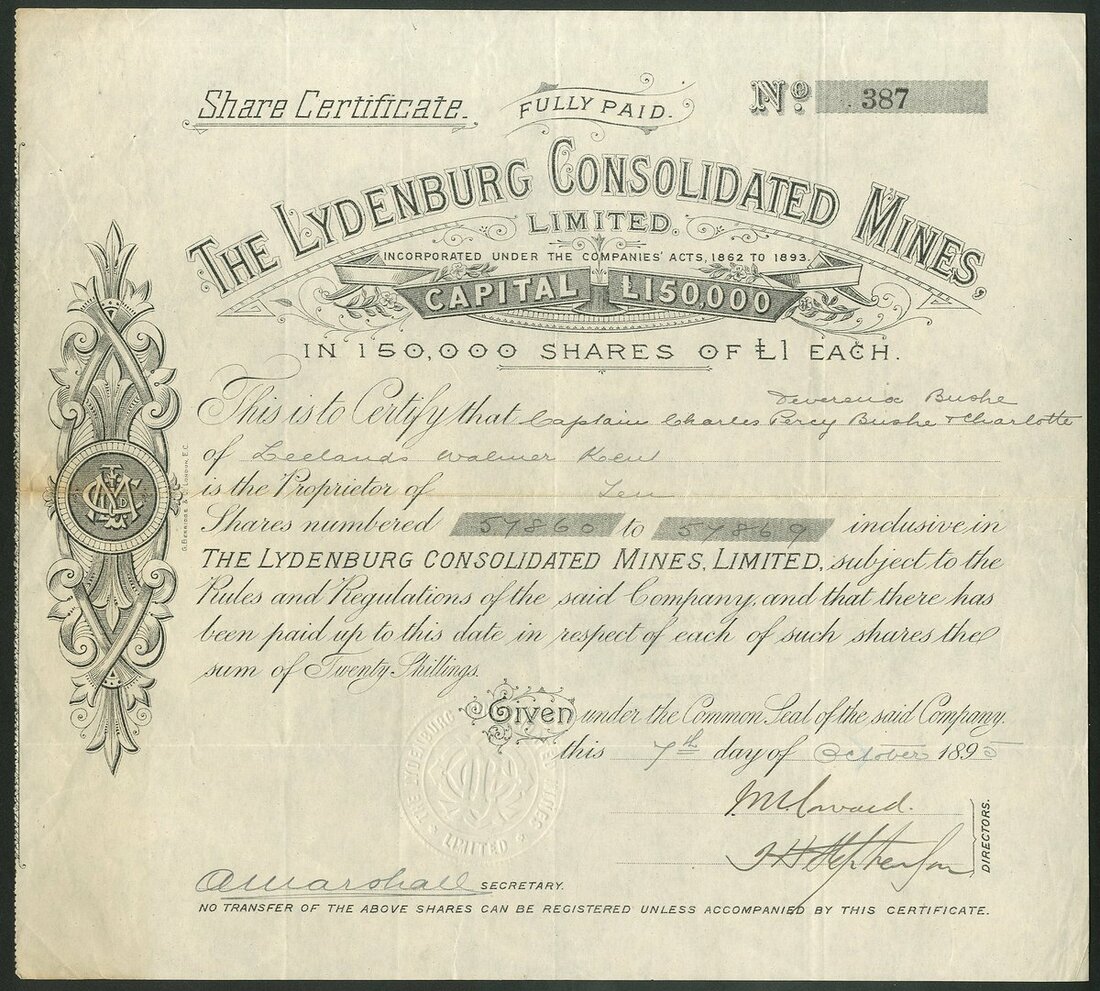 Share Certificate.
FULLY PAID.
No 387
THE LYDENBURG CONSOLIDATED MINES,
LIMITED.
INCORPORATED UNDER THE COMPANIES' ACTS, 1862 TO 1893.
CAPITAL £150,000
IN 150,000 SHARES OF £1 EACH.
Devereux Bushe
This is to Certify that Captain Charles Percy Bushe & Charlotte
of Leelands Walmer Kent
is the Proprietor of Ten
Shares numbered 57860 to 57869 inclusive in
THE LYDENBURG CONSOLIDATED MINES, LIMITED, subject to the
Rules and Regulations of the said Company, and that there has
been paid up to this date in respect of each of such shares the
sum of Twenty Shillings.
Given under the Common Seal of the said Company.
this 7th day of October 1895
DIRECTORS.
A Marshall SECRETARY.
NO TRANSFER OF THE ABOVE SHARES CAN BE REGISTERED UNLESS ACCOMPANIED BY THIS CERTIFICATE.
THE LYDENBURG
LIMITED